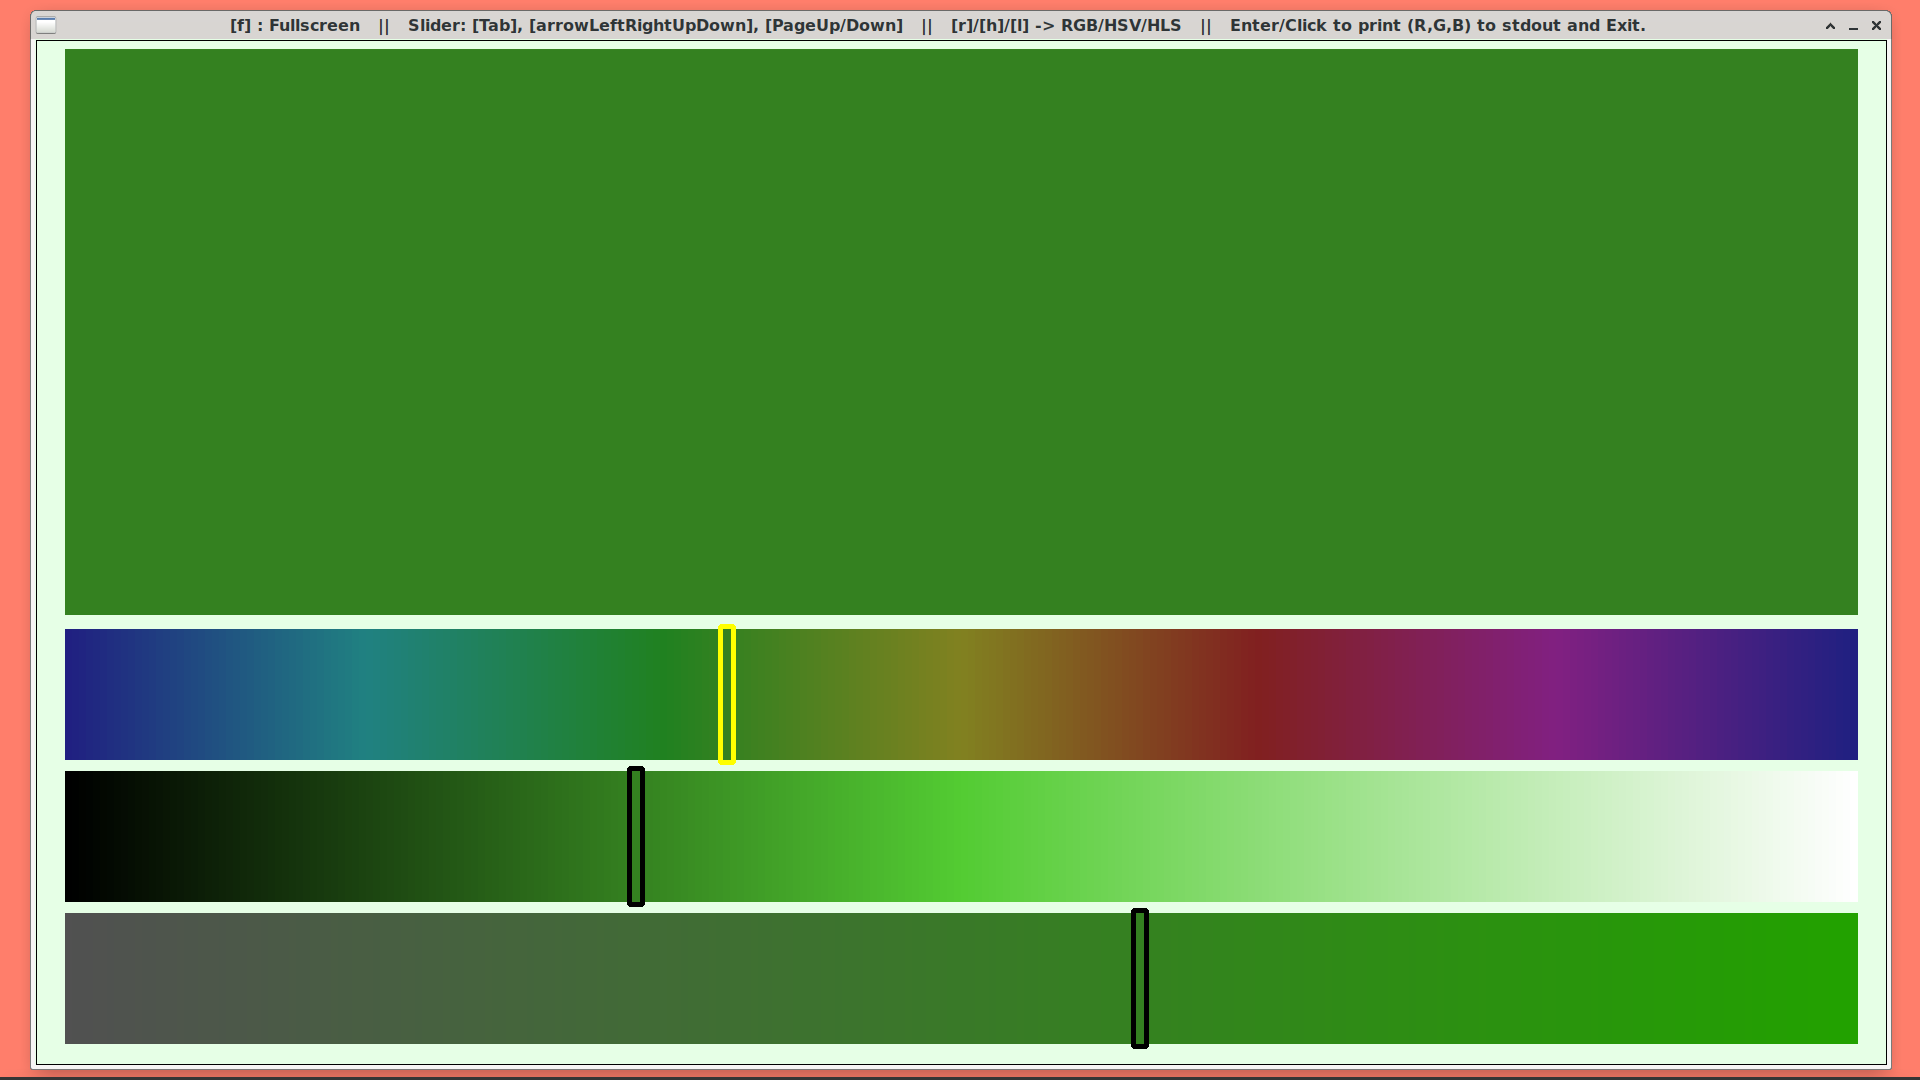 [f] : Fullscreen || Slider: [Tab], [arrowLeftRightUpDown], [PageUp/Down] || [r]/[h]/[l] -> RGB/HSV/HLS || Enter/Click to print (R,G,B) to stdout and Exit.